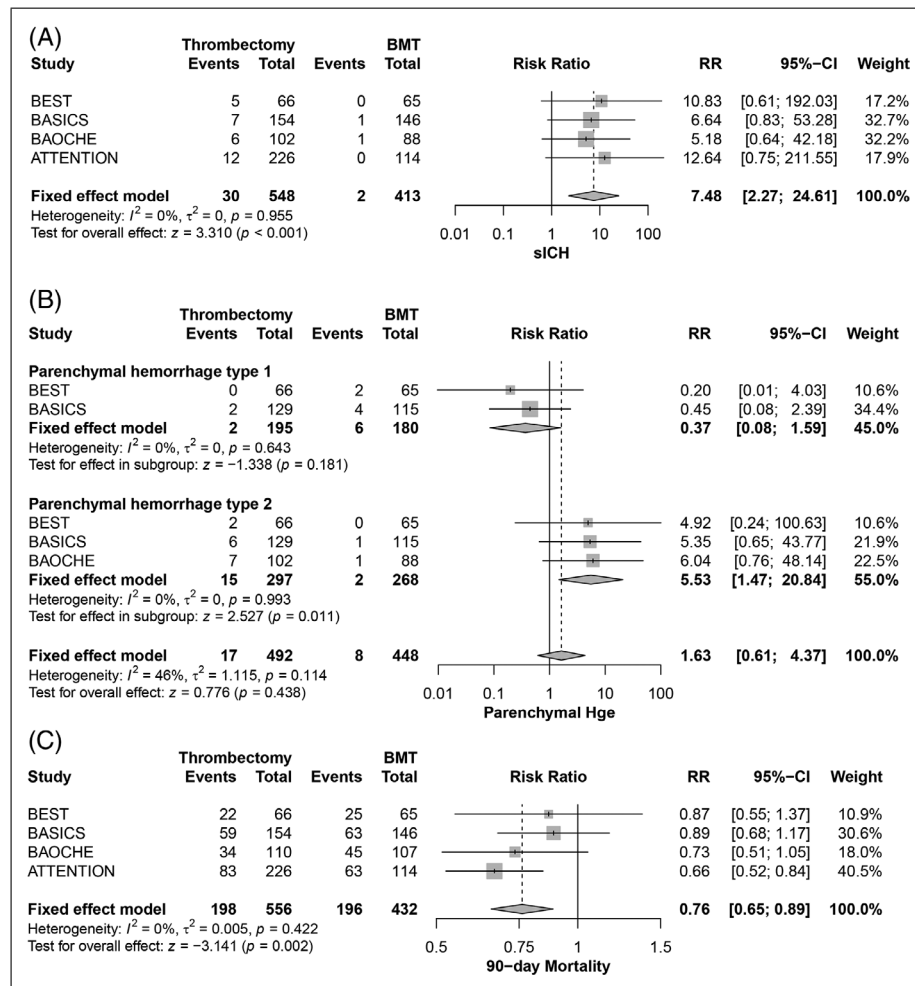 (A)
Thrombectomy BMT
Study Events Total Events Total Risk Ratio RR 95%−CI Weight
BEST 5 66 0 65 10.83 [0.61; 192.03] 17.2%
BASICS 7 154 1 146 6.64 [0.83; 53.28] 32.7%
BAOCHE 6 102 1 88 5.18 [0.64; 42.18] 32.2%
ATTENTION 12 226 0 114 12.64 [0.75; 211.55] 17.9%
Fixed effect model 30 548 2 413 7.48 [2.27; 24.61] 100.0%
Heterogeneity: I² = 0%, τ² = 0, p = 0.955
Test for overall effect: z = 3.310 (p < 0.001)
0.01 0.1 1 10 100
sICH
(B)
Thrombectomy BMT
Study Events Total Events Total Risk Ratio RR 95%−CI Weight
Parenchymal hemorrhage type 1
BEST 0 66 2 65 0.20 [0.01; 4.03] 10.6%
BASICS 2 129 4 115 0.45 [0.08; 2.39] 34.4%
Fixed effect model 2 195 6 180 0.37 [0.08; 1.59] 45.0%
Heterogeneity: I² = 0%, τ² = 0, p = 0.643
Test for effect in subgroup: z = −1.338 (p = 0.181)
Parenchymal hemorrhage type 2
BEST 2 66 0 65 4.92 [0.24; 100.63] 10.6%
BASICS 6 129 1 115 5.35 [0.65; 43.77] 21.9%
BAOCHE 7 102 1 88 6.04 [0.76; 48.14] 22.5%
Fixed effect model 15 297 2 268 5.53 [1.47; 20.84] 55.0%
Heterogeneity: I² = 0%, τ² = 0, p = 0.993
Test for effect in subgroup: z = 2.527 (p = 0.011)
Fixed effect model 17 492 8 448 1.63 [0.61; 4.37] 100.0%
Heterogeneity: I² = 46%, τ² = 1.115, p = 0.114
Test for overall effect: z = 0.776 (p = 0.438)
0.01 0.1 1 10 100
Parenchymal Hge
(C)
Thrombectomy BMT
Study Events Total Events Total Risk Ratio RR 95%−CI Weight
BEST 22 66 25 65 0.87 [0.55; 1.37] 10.9%
BASICS 59 154 63 146 0.89 [0.68; 1.17] 30.6%
BAOCHE 34 110 45 107 0.73 [0.51; 1.05] 18.0%
ATTENTION 83 226 63 114 0.66 [0.52; 0.84] 40.5%
Fixed effect model 198 556 196 432 0.76 [0.65; 0.89] 100.0%
Heterogeneity: I² = 0%, τ² = 0.005, p = 0.422
Test for overall effect: z = −3.141 (p = 0.002)
0.5 0.75 1 1.5
90-day Mortality